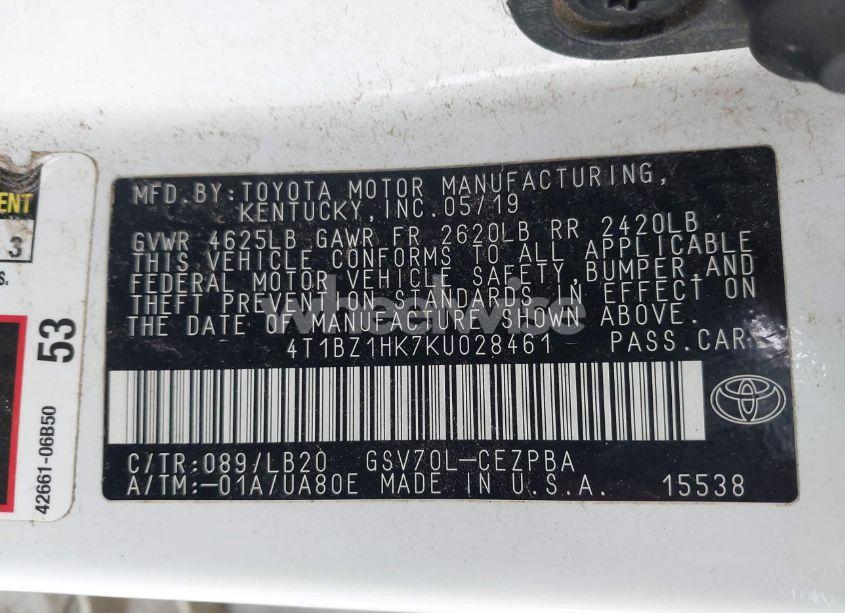 ENT
3
S.
53
42661-06B50
MFD.BY:TOYOTA MOTOR MANUFACTURING,
KENTUCKY,INC.05/19
GVWR 4625LB GAWR FR 2620LB RR 2420LB
THIS VEHICLE CONFORMS TO ALL APPLICABLE
FEDERAL MOTOR VEHICLE SAFETY,BUMPER,AND
THEFT PREVENTION STANDARDS IN EFFECT ON
THE DATE OF MANUFACTURE SHOWN ABOVE.
wheelwise
4T1BZ1HK7KU028461 PASS.CAR
C/TR:089/LB20 GSV70L-CEZPBA
A/TM:-01A/UA80E MADE IN U.S.A. 15538